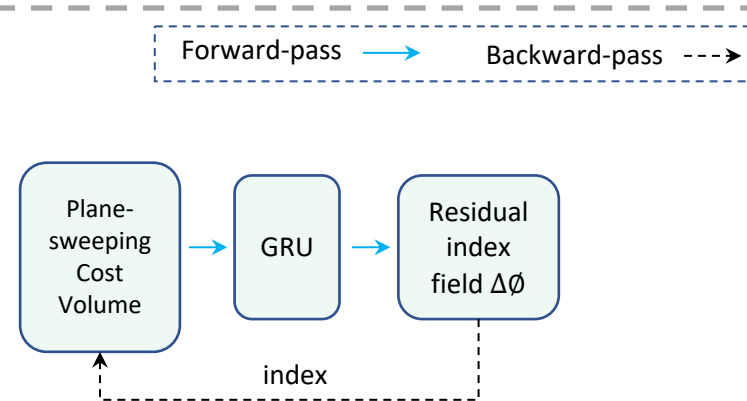 Forward-pass
Backward-pass
Plane-
sweeping
Cost
Volume
GRU
Residual
index
field ΔØ
index